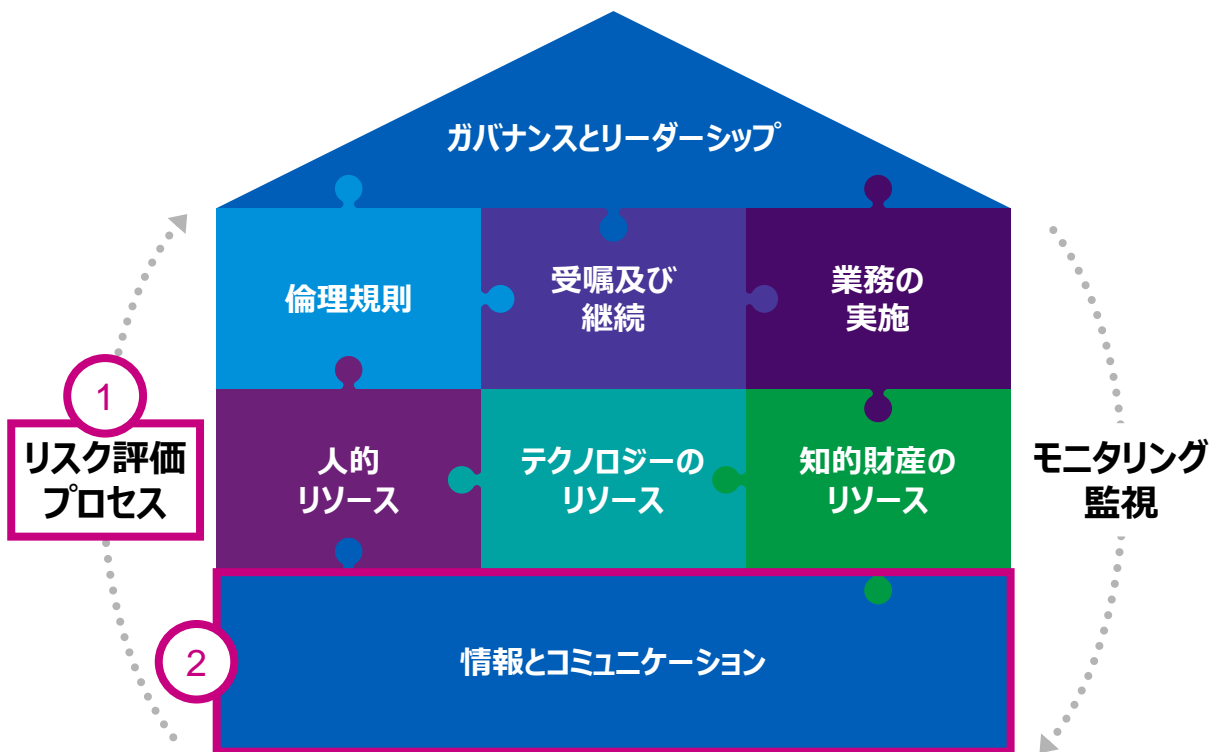 ガバナンスとリーダーシップ
倫理規則
受嘱及び
継続
業務の
実施
1
リスク評価
プロセス
人的
リソース
テクノロジーの
リソース
知的財産の
リソース
モニタリング
監視
2
情報とコミュニケーション